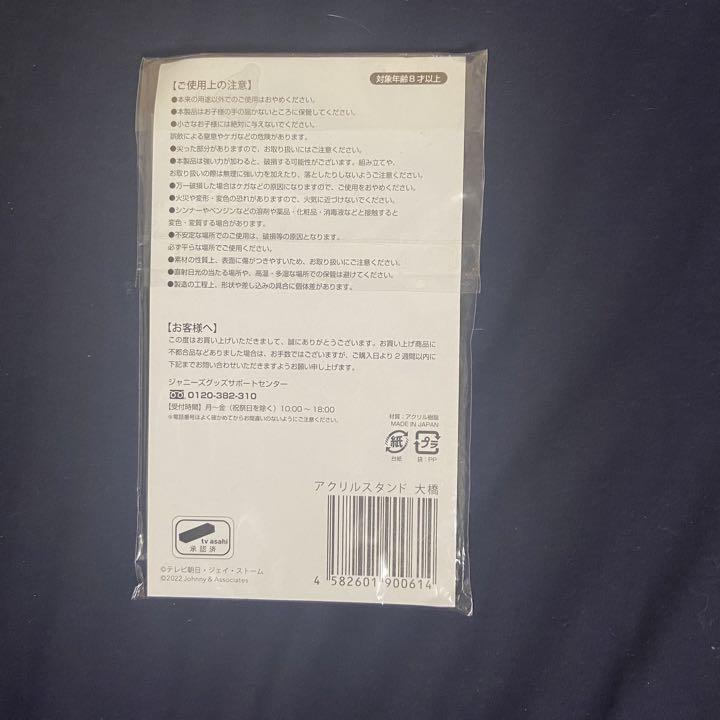 【ご使用上の注意】
対象年齢8才以上
●本来の用途以外でのご使用はおやめください。
●本製品はお子様の手の届かないところに保管してください。
●小さなお子様には絶対に与えないでください。
誤飲による窒息やケガなどの危険があります。
●尖った部分がありますので、お取り扱いにはご注意ください。
●本製品は強い力が加わると、破損する可能性がございます。組み立てや、
お取り扱いの際は無理に強い力を加えたり、落としたりしないようご注意ください。
●万一破損した場合はケガなどの原因になりますので、ご使用をおやめください。
●火災や変形・変色の恐れがありますので、火気に近づけないでください。
●シンナーやベンジンなどの溶剤や薬品・化粧品・消毒液などと接触すると
変色・変質する場合があります。
●不安定な場所でのご使用は、破損等の原因となります。
必ず平らな場所でご使用ください。
●素材の性質上、表面に傷がつきやすいため、お取り扱いにご注意ください。
●直射日光の当たる場所や、高温・多湿な場所での保管は避けてください。
●製造の工程上、形状や差し込みの具合に個体差があります。
【お客様へ】
この度はお買い上げいただきまして、誠にありがとうございます。お買い上げ商品に
不都合品などありました場合は、お手数ではございますが、ご購入日より2週間以内に
下記までお問い合わせいただきますようお願い申し上げます。
ジャニーズグッズサポートセンター
0120-382-310
【受付時間】月～金（祝祭日を除く）10:00～18:00
※電話番号はよく確かめてからお間違いのないようにご注意ください。
材質：アクリル樹脂
MADE IN JAPAN
紙
プラ
台紙
袋：PP
アクリルスタンド 大橋
tv asahi
承認済
©テレビ朝日・ジェイ・ストーム
©2022 Johnny & Associates
4 582601 900614